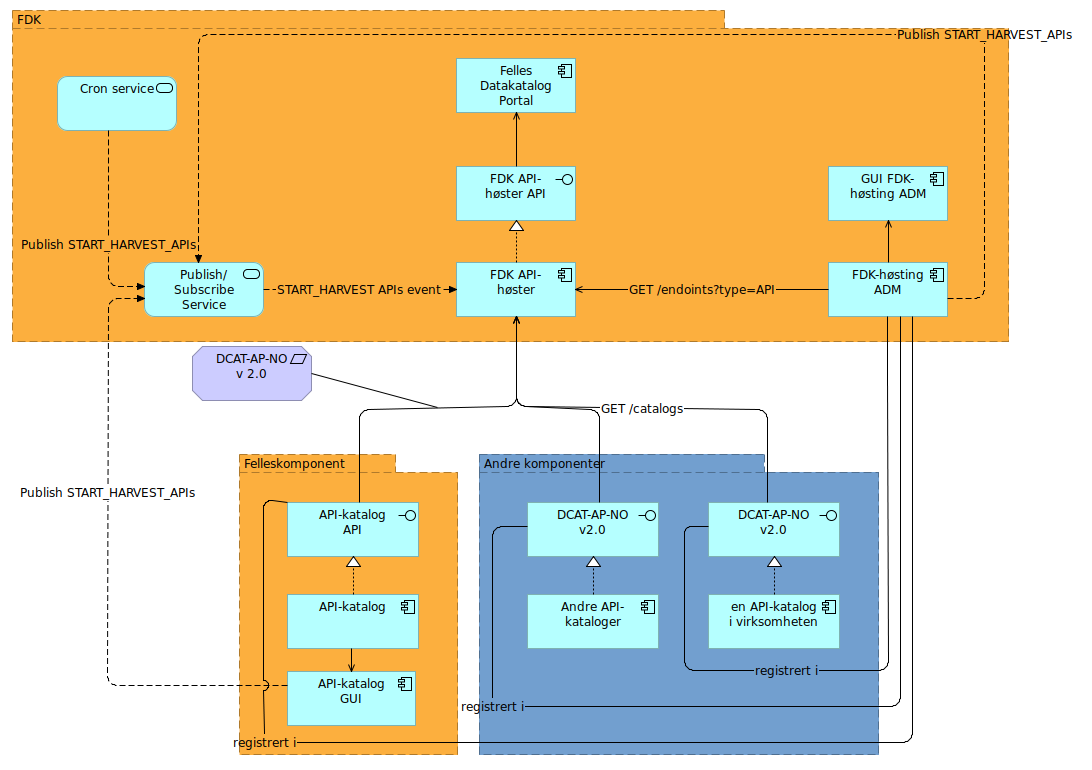 FDK
Publish START_HARVEST_APIs
Cron service
Felles
Datakatalog
Portal
FDK API-
høster API
GUI FDK-
høsting ADM
Publish START_HARVEST_APIs
Publish/
Subscribe
Service
START_HARVEST APIs event
FDK API-
høster
GET /endoints?type=API
FDK-høsting
ADM
DCAT-AP-NO
v 2.0
GET /catalogs
Felleskomponent
Andre komponenter
Publish START_HARVEST_APIs
API-katalog
API
DCAT-AP-NO
v2.0
DCAT-AP-NO
v2.0
API-katalog
Andre API-
kataloger
en API-katalog
i virksomheten
API-katalog
GUI
registrert i
registrert i
registrert i